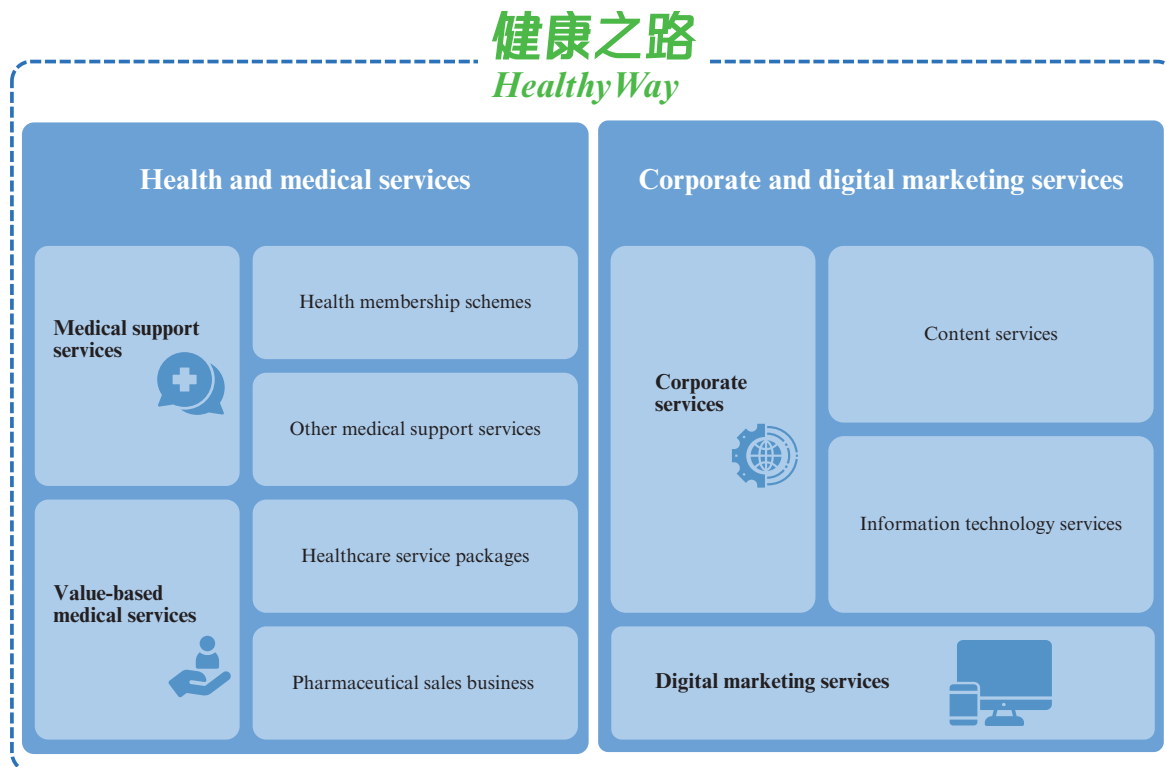 健康之路
HealthyWay
Health and medical services
Medical support
services
Health membership schemes
Other medical support services
Value-based
medical services
Healthcare service packages
Pharmaceutical sales business
Corporate and digital marketing services
Corporate
services
Content services
Information technology services
Digital marketing services